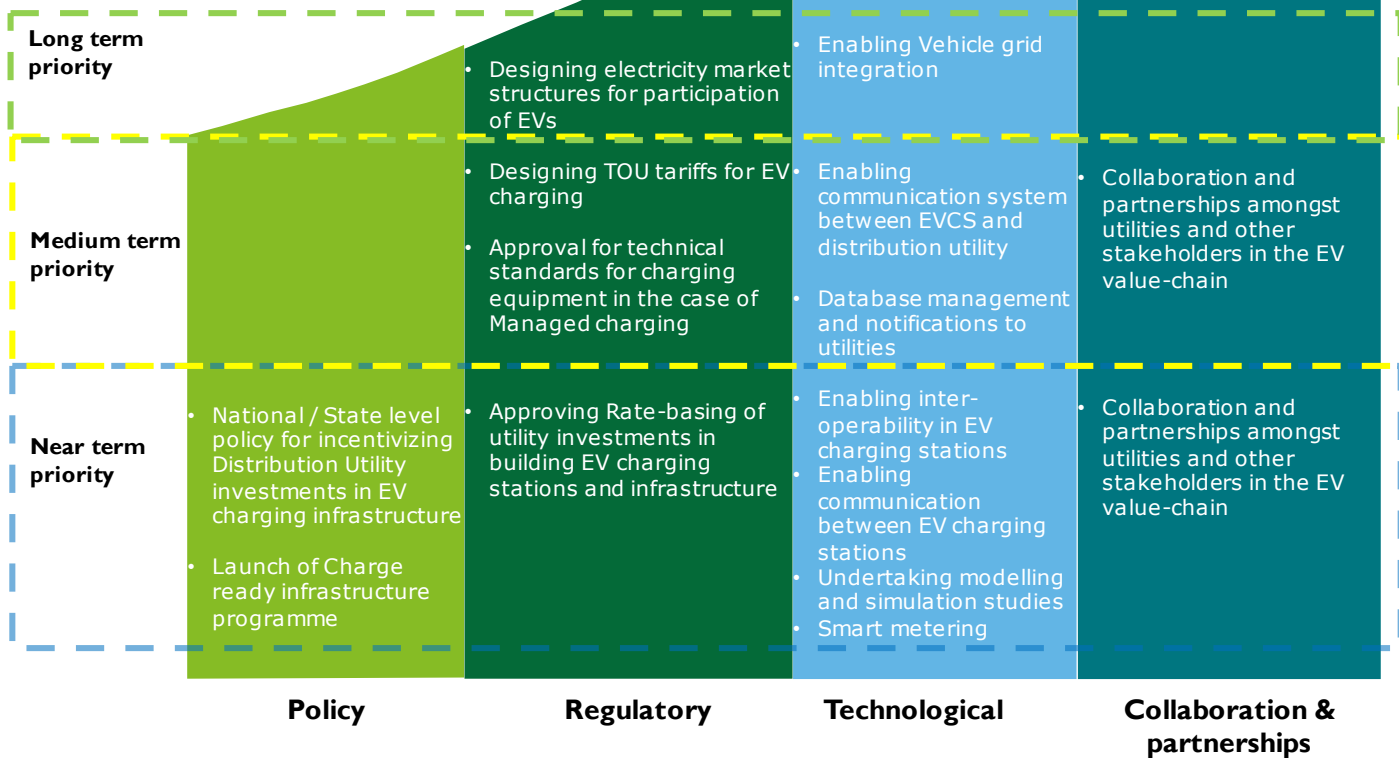 Long term
priority
• Designing electricity market
structures for participation
of EVs
• Enabling Vehicle grid
integration
Medium term
priority
• Designing TOU tariffs for EV
charging
• Approval for technical
standards for charging
equipment in the case of
Managed charging
• Enabling
communication system
between EVCS and
distribution utility
• Database management
and notifications to
utilities
• Collaboration and
partnerships amongst
utilities and other
stakeholders in the EV
value-chain
Near term
priority
• National / State level
policy for incentivizing
Distribution Utility
investments in EV
charging infrastructure
• Launch of Charge
ready infrastructure
programme
• Approving Rate-basing of
utility investments in
building EV charging
stations and infrastructure
• Enabling inter-
operability in EV
charging stations
• Enabling
communication
between EV charging
stations
• Undertaking modelling
and simulation studies
• Smart metering
• Collaboration and
partnerships amongst
utilities and other
stakeholders in the EV
value-chain
Policy
Regulatory
Technological
Collaboration &
partnerships